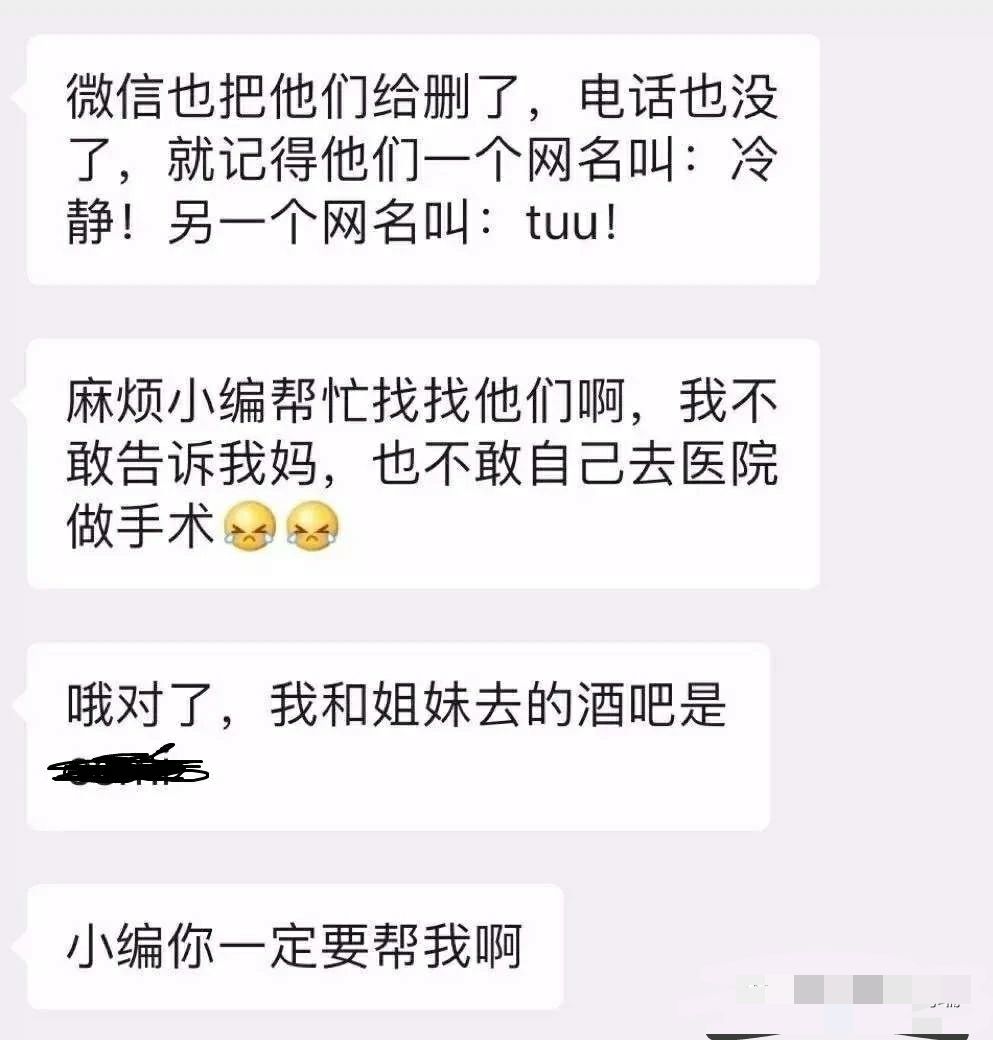 微信也把他们给删了，电话也没
了，就记得他们一个网名叫：冷
静！另一个网名叫：tuu！
麻烦小编帮忙找找他们啊，我不
敢告诉我妈，也不敢自己去医院
做手术😭😭
哦对了，我和姐妹去的酒吧是
小编你一定要帮我啊